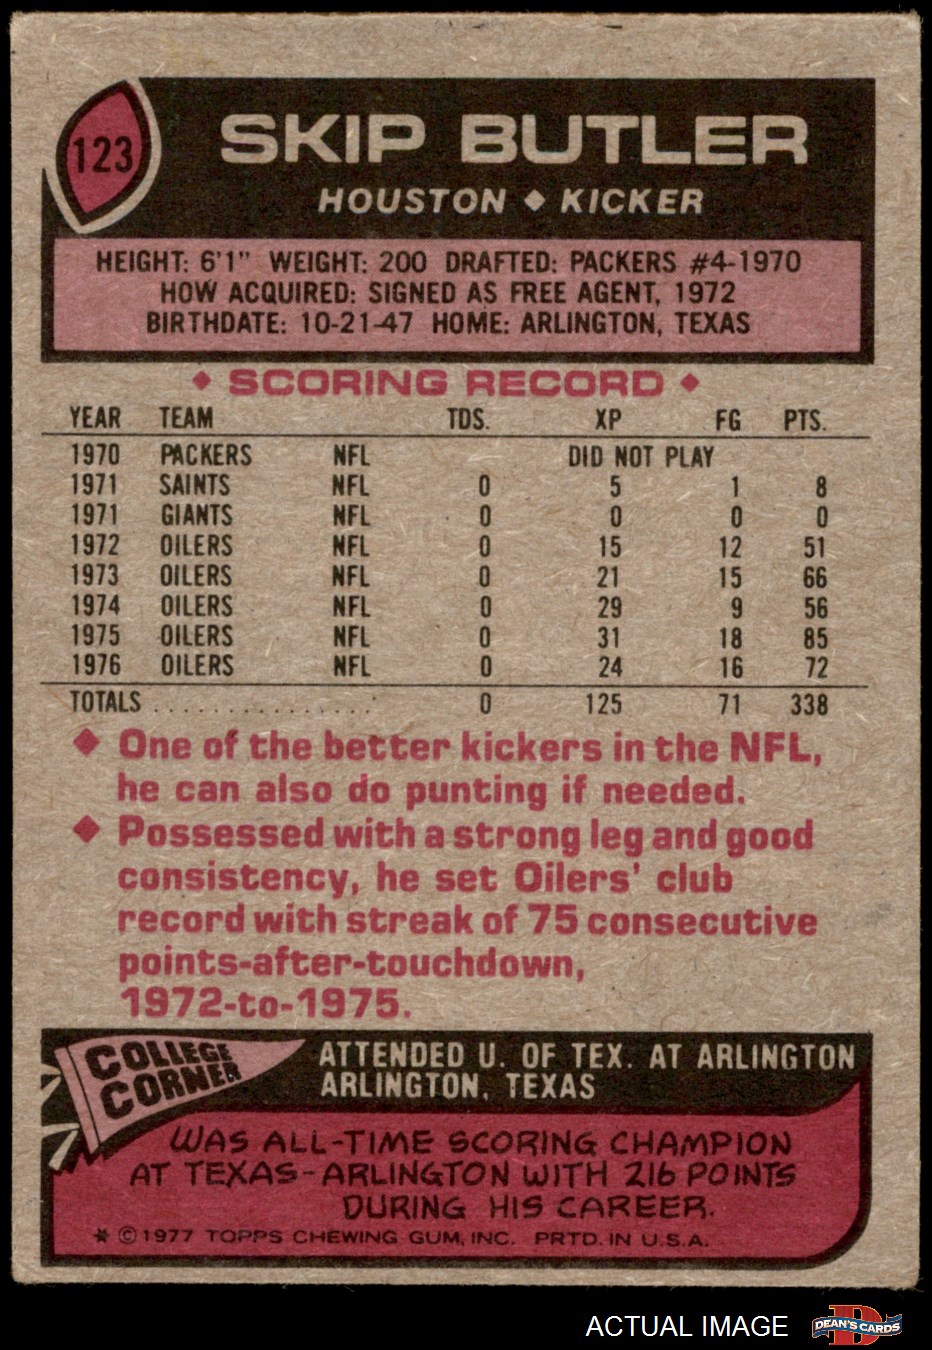 123
SKIP BUTLER
HOUSTON ◆ KICKER
HEIGHT: 6'1" WEIGHT: 200 DRAFTED: PACKERS #4-1970
HOW ACQUIRED: SIGNED AS FREE AGENT, 1972
BIRTHDATE: 10-21-47 HOME: ARLINGTON, TEXAS
◆ SCORING RECORD ◆
YEAR TEAM TDS. XP FG PTS.
1970 PACKERS NFL DID NOT PLAY
1971 SAINTS NFL 0 5 1 8
1971 GIANTS NFL 0 0 0 0
1972 OILERS NFL 0 15 12 51
1973 OILERS NFL 0 21 15 66
1974 OILERS NFL 0 29 9 56
1975 OILERS NFL 0 31 18 85
1976 OILERS NFL 0 24 16 72
TOTALS . . . . . . . . . . . . . . . 0 125 71 338
◆ One of the better kickers in the NFL,
he can also do punting if needed.
◆ Possessed with a strong leg and good
consistency, he set Oilers' club
record with streak of 75 consecutive
points-after-touchdown,
1972-to-1975.
COLLEGE
CORNER
ATTENDED U. OF TEX. AT ARLINGTON
ARLINGTON, TEXAS
WAS ALL-TIME SCORING CHAMPION
AT TEXAS-ARLINGTON WITH 216 POINTS
DURING HIS CAREER.
* © 1977 TOPPS CHEWING GUM, INC. PRTD. IN U.S.A.
ACTUAL IMAGE
DEAN'S CARDS